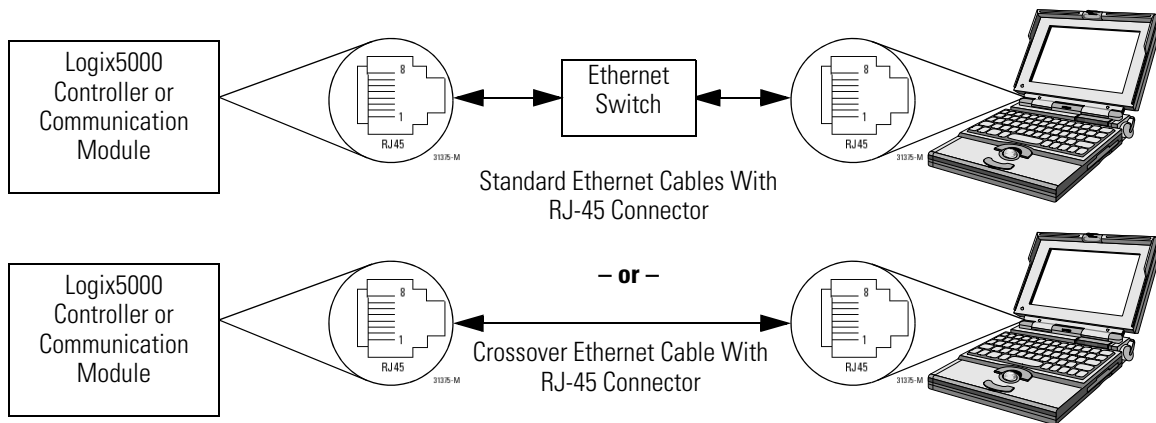 Logix5000
Controller or
Communication
Module
8
1
RJ45
31375-M
Ethernet
Switch
8
1
RJ45
31375-M
Standard Ethernet Cables With
RJ-45 Connector
– or –
Logix5000
Controller or
Communication
Module
8
1
RJ45
31375-M
Crossover Ethernet Cable With
RJ-45 Connector
8
1
RJ45
31375-M